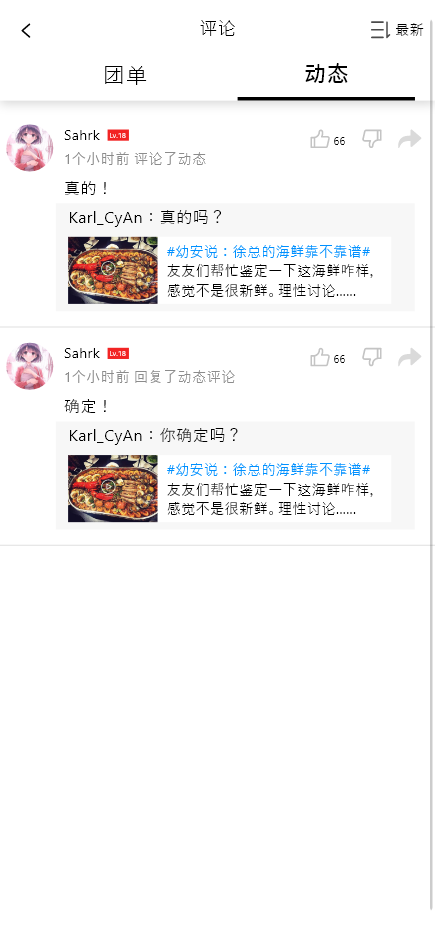 评论
最新
团单
动态
Sahrk Lv.18
66
1个小时前 评论了动态
真的！
Karl_CyAn：真的吗？
#幼安说：徐总的海鲜靠不靠谱#
友友们帮忙鉴定一下这海鲜咋样,
感觉不是很新鲜。理性讨论......
Sahrk Lv.18
66
1个小时前 回复了动态评论
确定！
Karl_CyAn：你确定吗？
#幼安说：徐总的海鲜靠不靠谱#
友友们帮忙鉴定一下这海鲜咋样,
感觉不是很新鲜。理性讨论......